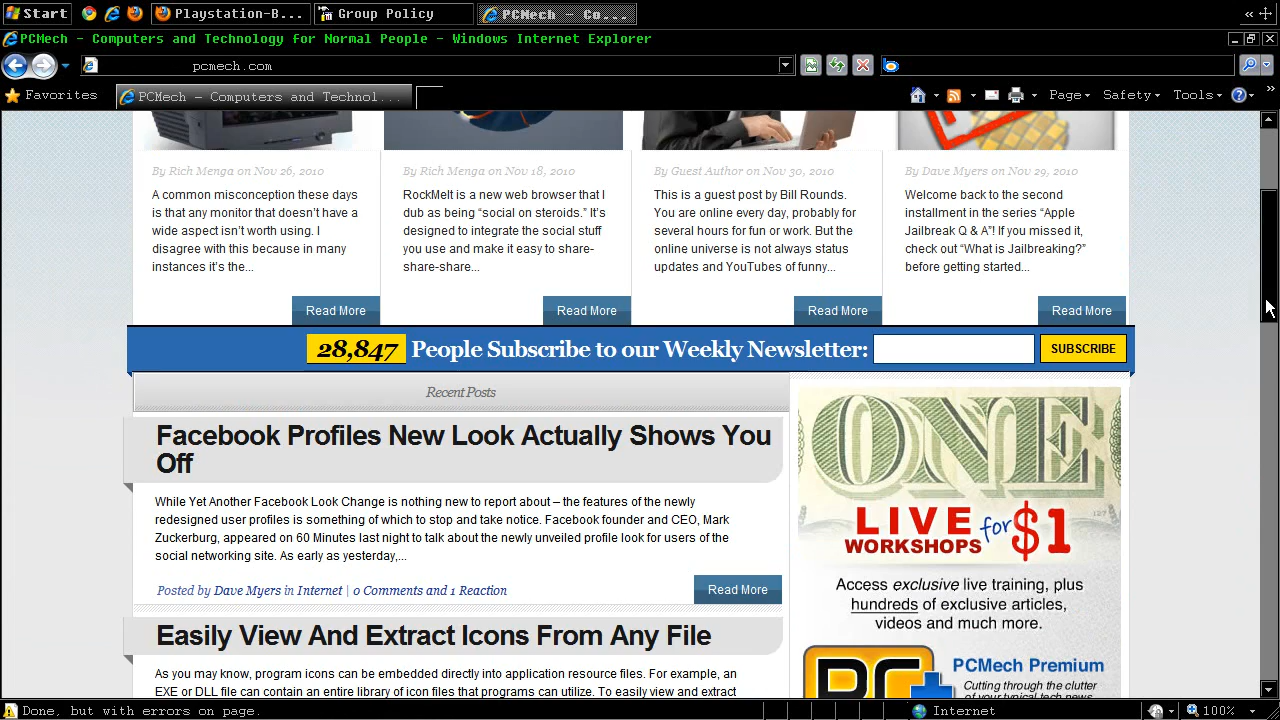 Start
Playstation-B...
Group Policy
PCMech   Co...
PCMech - Computers and Technology for Normal People - Windows Internet Explorer
pcmech.com
Favorites
PCMech - Computers and Technol...
Page
Safety
Tools
By Rich Menga on Nov 26, 2010
A common misconception these days
is that any monitor that doesn't have a
wide aspect isn't worth using. I
disagree with this because in many
instances it's the...
Read More
By Rich Menga on Nov 18, 2010
RockMelt is a new web browser that I
dub as being “social on steroids.” It's
designed to integrate the social stuff
you use and make it easy to share-
share-share...
Read More
By Guest Author on Nov 30, 2010
This is a guest post by Bill Rounds.
You are online every day, probably for
several hours for fun or work. But the
online universe is not always status
updates and YouTubes of funny...
Read More
By Dave Myers on Nov 29, 2010
Welcome back to the second
installment in the series “Apple
Jailbreak Q & A”! If you missed it,
check out “What is Jailbreaking?”
before getting started...
Read More
28,847 People Subscribe to our Weekly Newsletter:
SUBSCRIBE
Recent Posts
Facebook Profiles New Look Actually Shows You
Off
While Yet Another Facebook Look Change is nothing new to report about – the features of the newly
redesigned user profiles is something of which to stop and take notice. Facebook founder and CEO, Mark
Zuckerburg, appeared on 60 Minutes last night to talk about the newly unveiled profile look for users of the
social networking site. As early as yesterday,...
Posted by Dave Myers in Internet | 0 Comments and 1 Reaction
Read More
Easily View And Extract Icons From Any File
As you may know, program icons can be embedded directly into application resource files. For example, an
EXE or DLL file can contain an entire library of icon files that programs can utilize. To easily view and extract
ONE
LIVE
WORKSHOPS for $1
Access exclusive live training, plus
hundreds of exclusive articles,
videos and much more.
PC
PCMech Premium
Cutting through the clutter
of your typical tech news
Done, but with errors on page.
Internet
100%